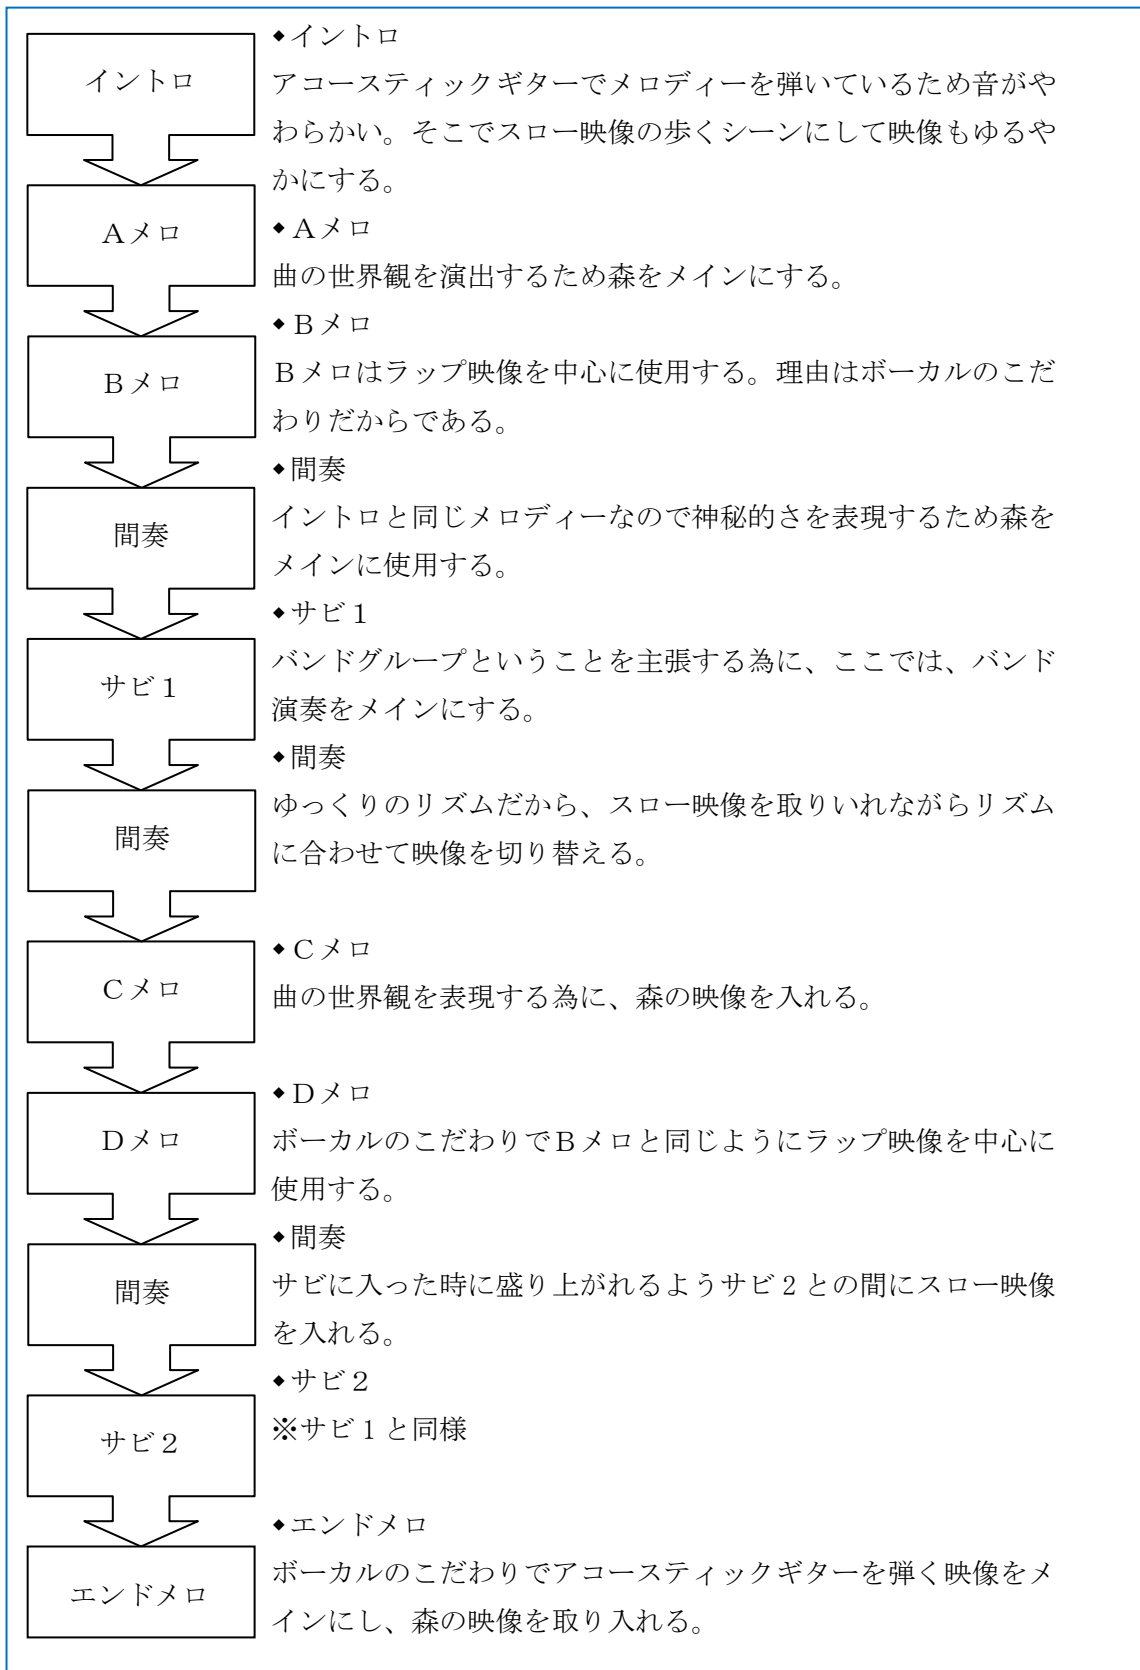 イントロ
◆イントロ
アコースティックギターでメロディーを弾いているため音がや
わらかい。そこでスロー映像の歩くシーンにして映像もゆるや
かにする。
Ａメロ
◆Ａメロ
曲の世界観を演出するため森をメインにする。
Ｂメロ
◆Ｂメロ
Ｂメロはラップ映像を中心に使用する。理由はボーカルのこだ
わりだからである。
間奏
◆間奏
イントロと同じメロディーなので神秘的さを表現するため森を
メインに使用する。
サビ１
◆サビ１
バンドグループということを主張する為に、ここでは、バンド
演奏をメインにする。
間奏
◆間奏
ゆっくりのリズムだから、スロー映像を取りいれながらリズム
に合わせて映像を切り替える。
Ｃメロ
◆Ｃメロ
曲の世界観を表現する為に、森の映像を入れる。
Ｄメロ
◆Ｄメロ
ボーカルのこだわりでＢメロと同じようにラップ映像を中心に
使用する。
間奏
◆間奏
サビに入った時に盛り上がれるようサビ２との間にスロー映像
を入れる。
サビ２
◆サビ２
※サビ１と同様
エンドメロ
◆エンドメロ
ボーカルのこだわりでアコースティックギターを弾く映像をメ
インにし、森の映像を取り入れる。